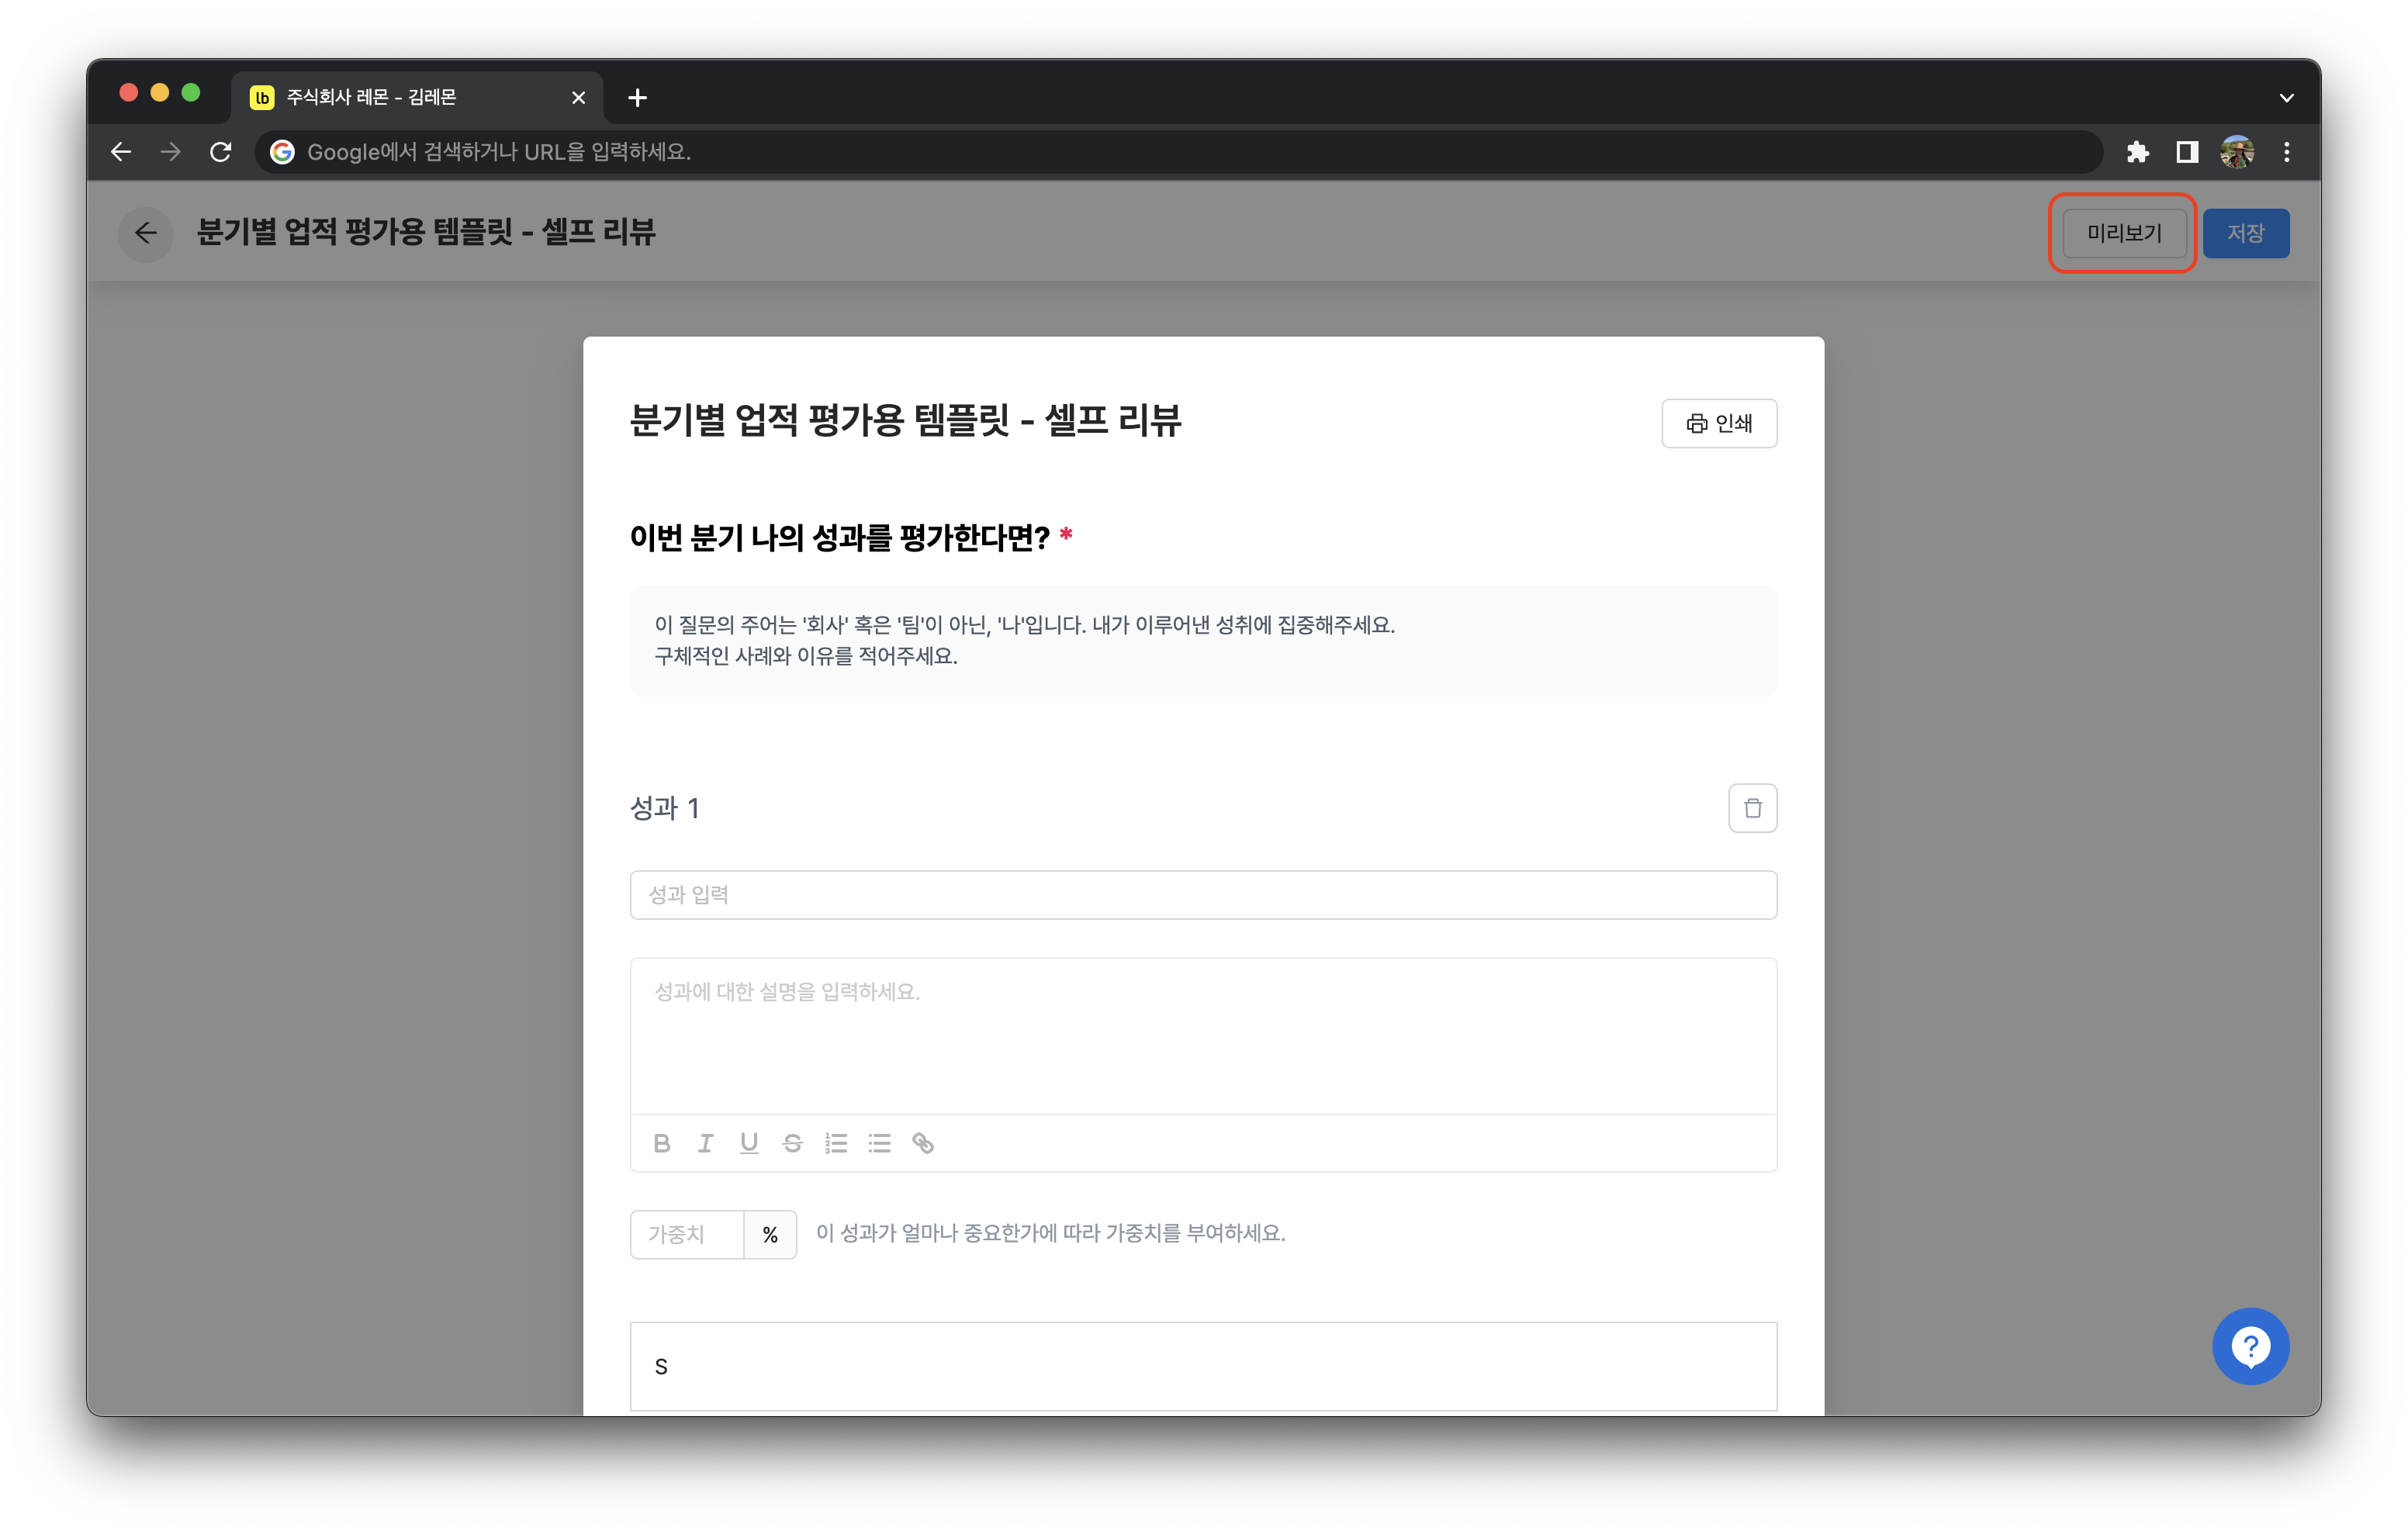 lb 주식회사 레몬 - 김레몬
Google에서 검색하거나 URL을 입력하세요.
분기별 업적 평가용 템플릿 - 셀프 리뷰
미리보기
저장
분기별 업적 평가용 템플릿 - 셀프 리뷰
인쇄
이번 분기 나의 성과를 평가한다면? *
이 질문의 주어는 '회사' 혹은 '팀'이 아닌, '나'입니다. 내가 이루어낸 성취에 집중해주세요.
구체적인 사례와 이유를 적어주세요.
성과 1
성과 입력
성과에 대한 설명을 입력하세요.
B I U S
가중치 % 이 성과가 얼마나 중요한가에 따라 가중치를 부여하세요.
S